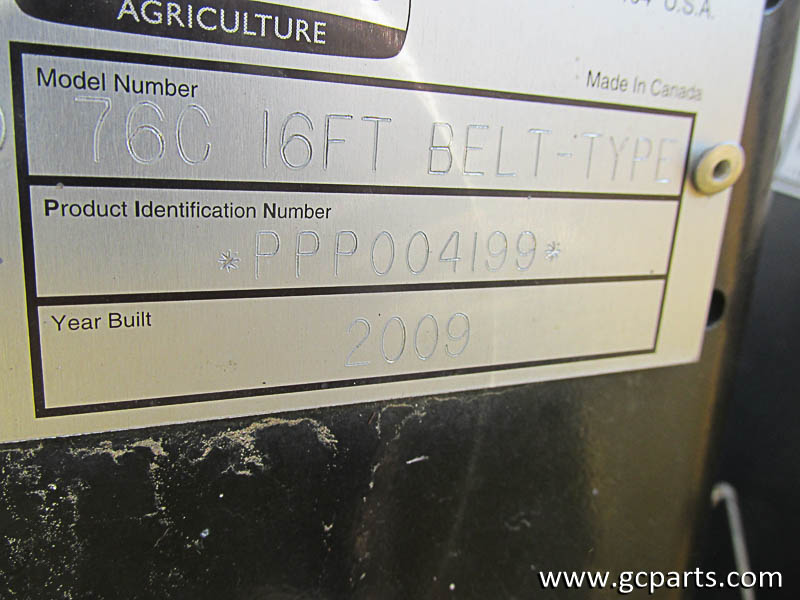 AGRICULTURE
U.S.A.
Model Number
Made In Canada
76C 16FT BELT-TYPE
Product Identification Number
*PPP004199*
Year Built
2009
www.gcparts.com